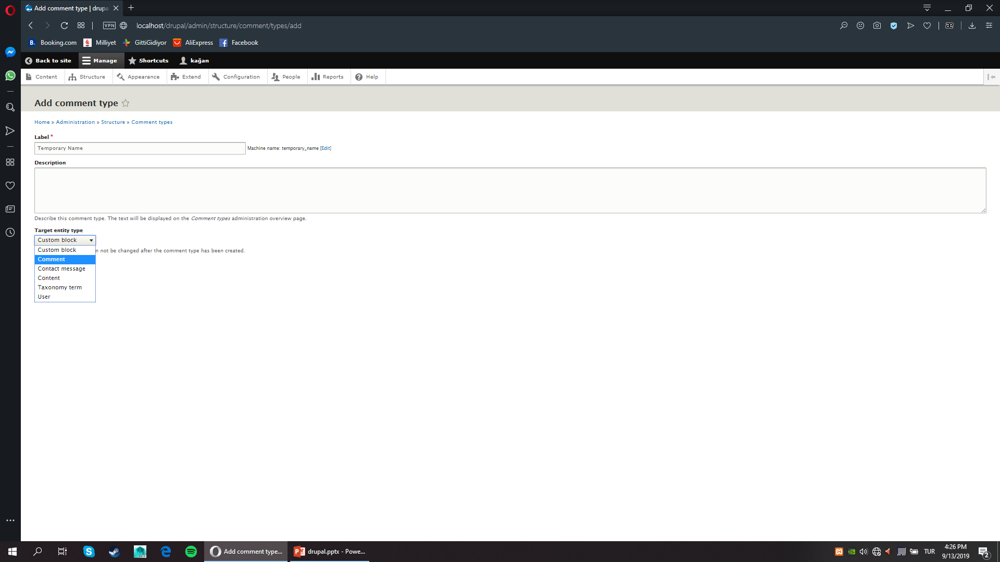 Add comment type | drupa
VPN
localhost/drupal/admin/structure/comment/types/add
B. Booking.com Milliyet GittiGidiyor AliExpress Facebook
Back to site Manage Shortcuts kağan
Content Structure Appearance Extend Configuration People Reports Help
Add comment type
Home » Administration » Structure » Comment types
Label *
Temporary Name
Machine name: temporary_name [Edit]
Description
Describe this comment type. The text will be displayed on the Comment types administration overview page.
Target entity type
Custom block
Custom block
n not be changed after the comment type has been created.
Comment
Contact message
Content
Taxonomy term
User
Add comment type...
drupal.pptx - Powe...
TUR
4:26 PM
9/13/2019
2